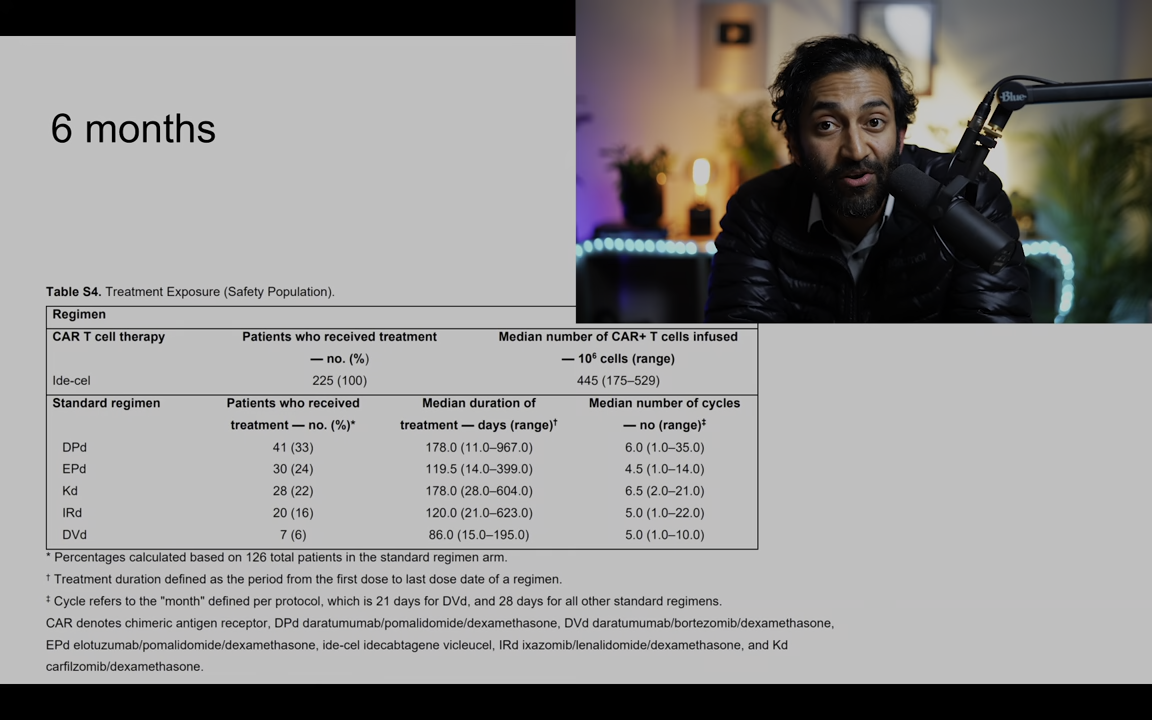 6 months
Blue
Table S4. Treatment Exposure (Safety Population).
Regimen
CAR T cell therapy Patients who received treatment Median number of CAR+ T cells infused
— no. (%) — 10⁶ cells (range)
Ide-cel 225 (100) 445 (175–529)
Standard regimen Patients who received Median duration of Median number of cycles
treatment — no. (%)* treatment — days (range)† — no (range)‡
DPd 41 (33) 178.0 (11.0–967.0) 6.0 (1.0–35.0)
EPd 30 (24) 119.5 (14.0–399.0) 4.5 (1.0–14.0)
Kd 28 (22) 178.0 (28.0–604.0) 6.5 (2.0–21.0)
IRd 20 (16) 120.0 (21.0–623.0) 5.0 (1.0–22.0)
DVd 7 (6) 86.0 (15.0–195.0) 5.0 (1.0–10.0)
* Percentages calculated based on 126 total patients in the standard regimen arm.
† Treatment duration defined as the period from the first dose to last dose date of a regimen.
‡ Cycle refers to the "month" defined per protocol, which is 21 days for DVd, and 28 days for all other standard regimens.
CAR denotes chimeric antigen receptor, DPd daratumumab/pomalidomide/dexamethasone, DVd daratumumab/bortezomib/dexamethasone,
EPd elotuzumab/pomalidomide/dexamethasone, ide-cel idecabtagene vicleucel, IRd ixazomib/lenalidomide/dexamethasone, and Kd
carfilzomib/dexamethasone.